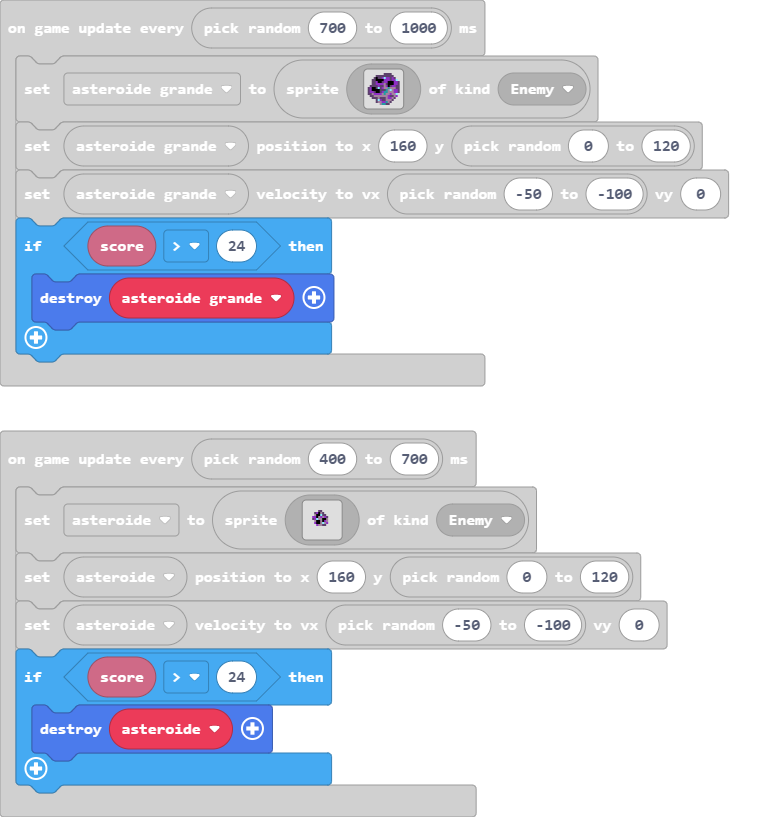 on game update every pick random 700 to 1000 ms
set asteroide grande to sprite of kind Enemy
set asteroide grande position to x 160 y pick random 0 to 120
set asteroide grande velocity to vx pick random -50 to -100 vy 0
if score > 24 then
destroy asteroide grande
on game update every pick random 400 to 700 ms
set asteroide to sprite of kind Enemy
set asteroide position to x 160 y pick random 0 to 120
set asteroide velocity to vx pick random -50 to -100 vy 0
if score > 24 then
destroy asteroide